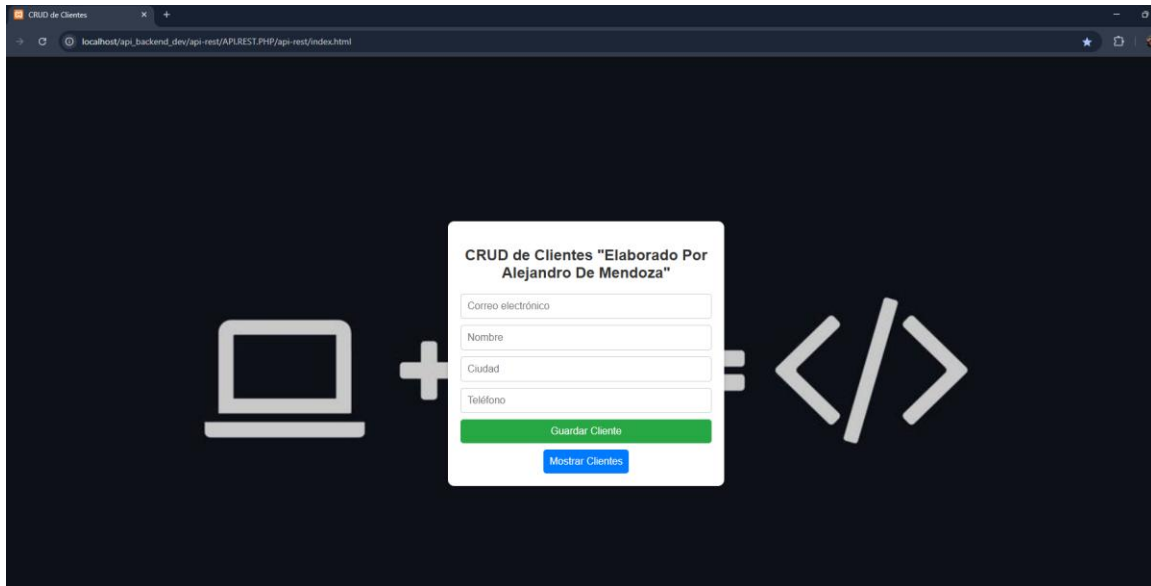 CRUD de Clientes
localhost/api_backend_dev/api-rest/API.REST.PHP/api-rest/index.html
CRUD de Clientes "Elaborado Por
Alejandro De Mendoza"
Correo electrónico
Nombre
Ciudad
Teléfono
Guardar Cliente
Mostrar Clientes